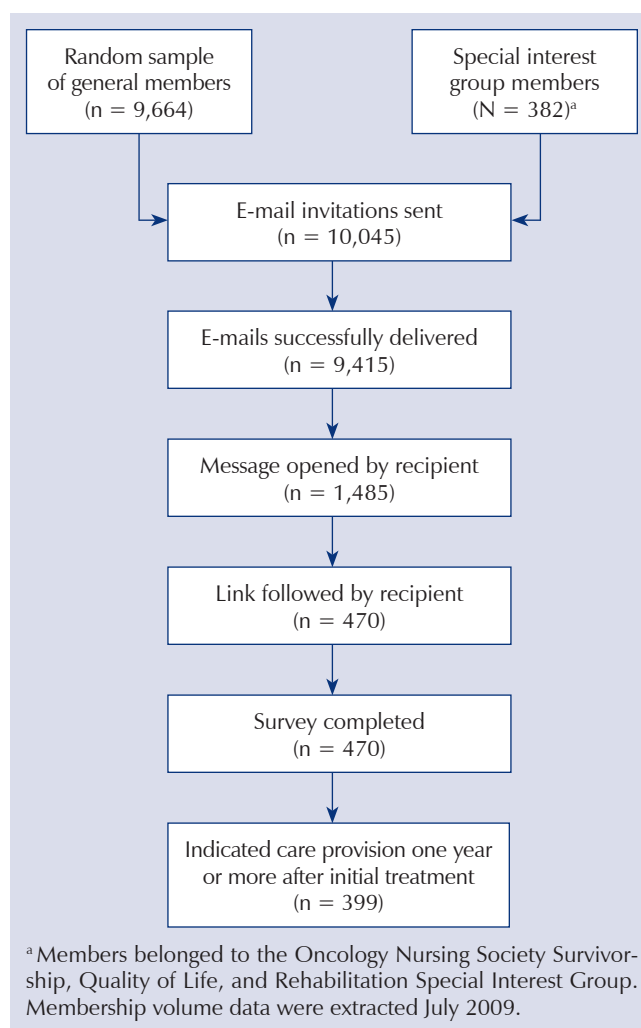 Random sample
of general members
(n = 9,664)
Special interest
group members
(N = 382)a
E-mail invitations sent
(n = 10,045)
E-mails successfully delivered
(n = 9,415)
Message opened by recipient
(n = 1,485)
Link followed by recipient
(n = 470)
Survey completed
(n = 470)
Indicated care provision one year
or more after initial treatment
(n = 399)
a Members belonged to the Oncology Nursing Society Survivor-
ship, Quality of Life, and Rehabilitation Special Interest Group.
Membership volume data were extracted July 2009.